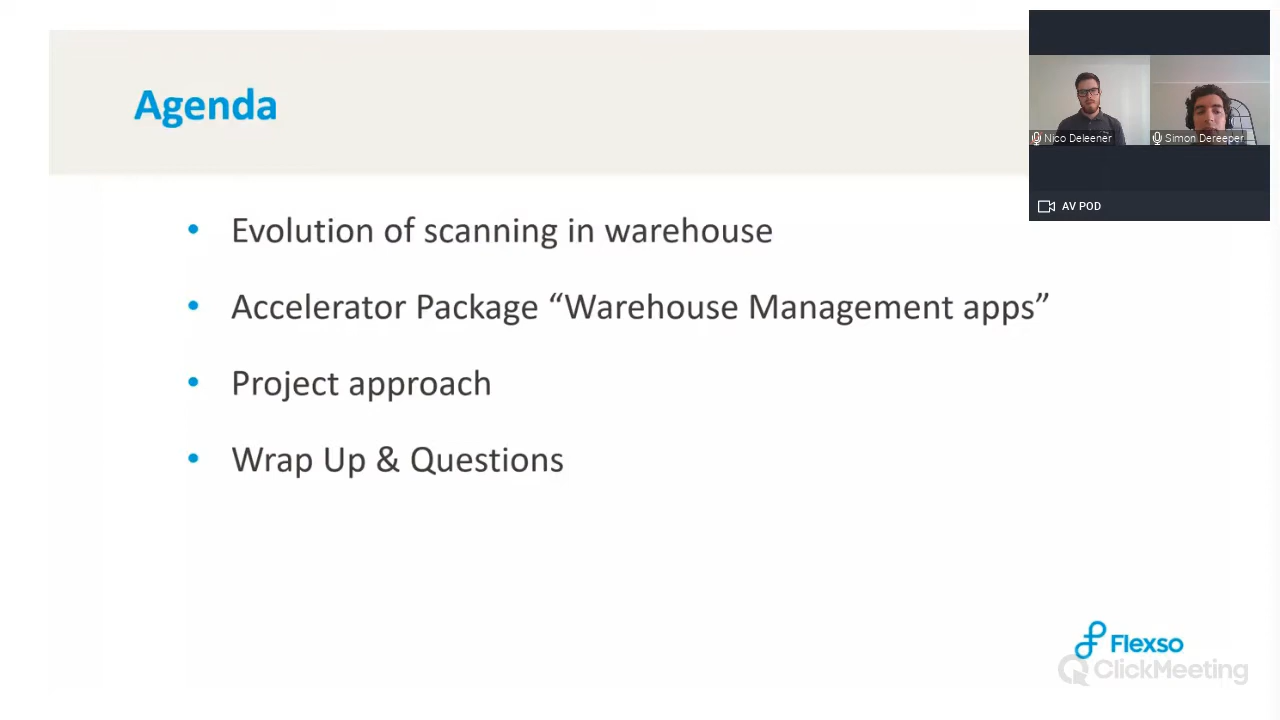 Agenda
• Evolution of scanning in warehouse
• Accelerator Package “Warehouse Management apps”
• Project approach
• Wrap Up & Questions
Nico Deleener
Simon Dereeper
AV POD
Flexso
ClickMeeting